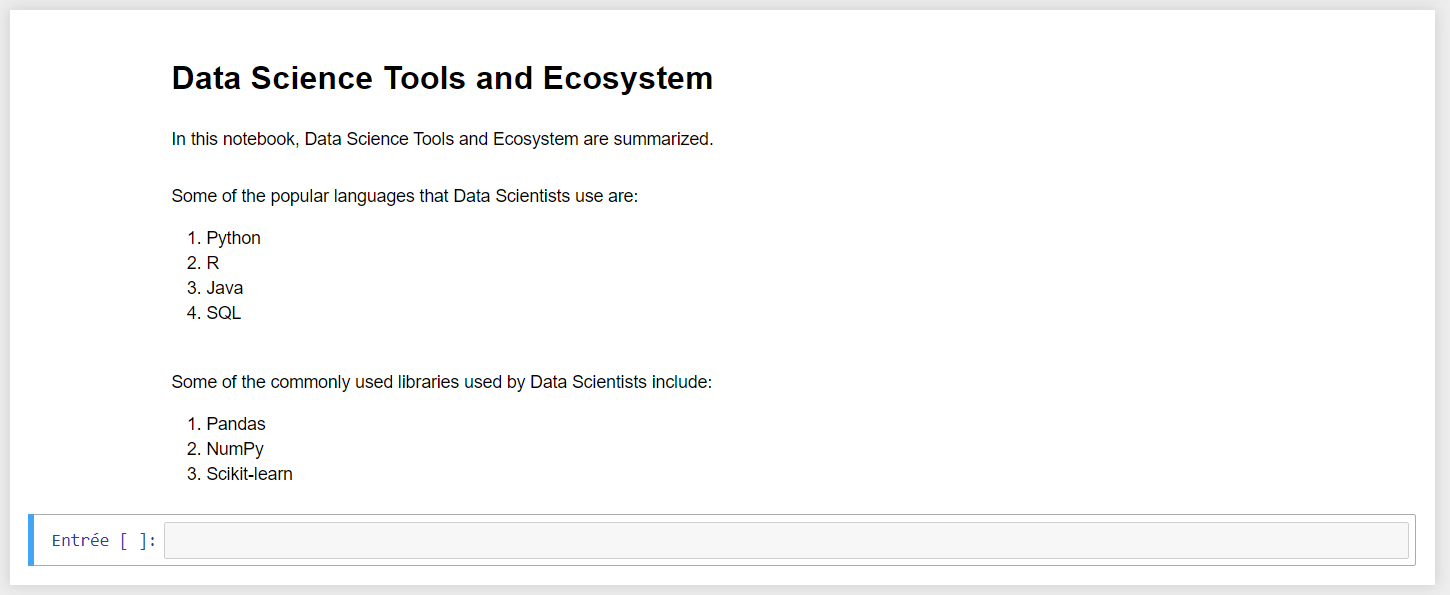 Data Science Tools and Ecosystem
In this notebook, Data Science Tools and Ecosystem are summarized.
Some of the popular languages that Data Scientists use are:
1. Python
2. R
3. Java
4. SQL
Some of the commonly used libraries used by Data Scientists include:
1. Pandas
2. NumPy
3. Scikit-learn
Entrée [ ]: